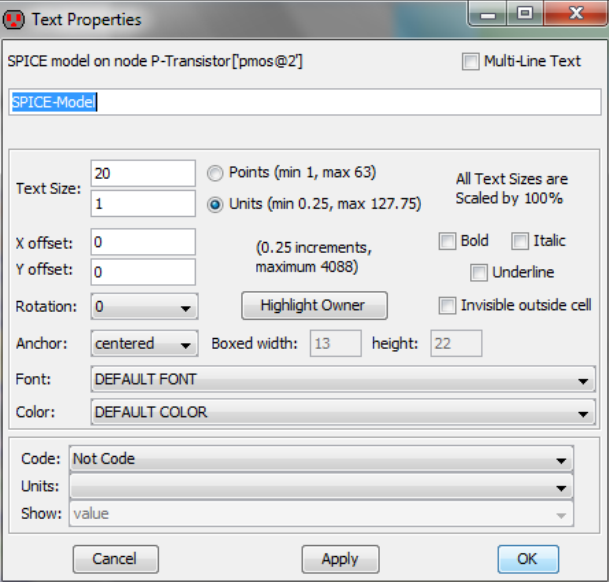 Text Properties
SPICE model on node P-Transistor['pmos@2']
Multi-Line Text
SPICE-Model
Text Size:
20
Points (min 1, max 63)
1
Units (min 0.25, max 127.75)
All Text Sizes are
Scaled by 100%
X offset:
0
Y offset:
0
(0.25 increments,
maximum 4088)
Bold
Italic
Underline
Rotation:
0
Highlight Owner
Invisible outside cell
Anchor:
centered
Boxed width:
13
height:
22
Font:
DEFAULT FONT
Color:
DEFAULT COLOR
Code:
Not Code
Units:
Show:
value
Cancel
Apply
OK